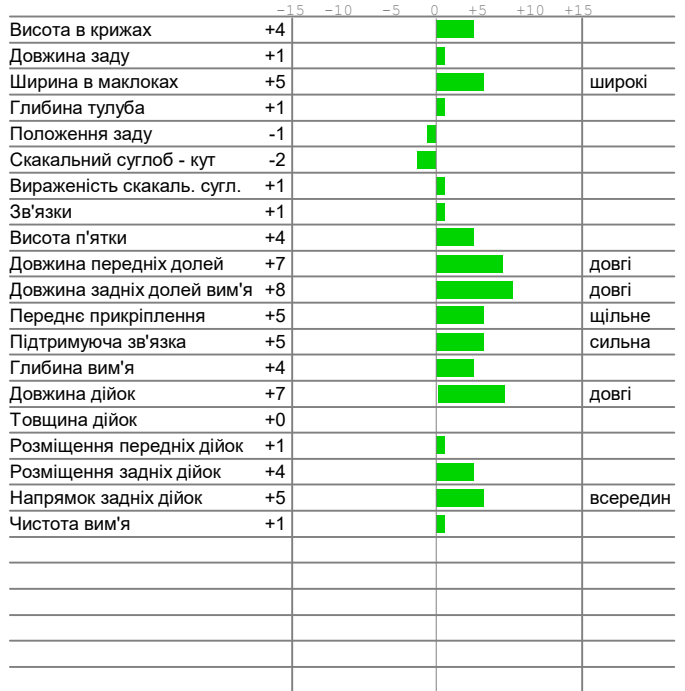 -15 -10 -5 0 +5 +10 +15
Висота в крижах +4
Довжина заду +1
Ширина в маклоках +5 широкі
Глибина тулуба +1
Положення заду -1
Скакальний суглоб - кут -2
Вираженість скакаль. сугл. +1
Зв'язки +1
Висота п'ятки +4
Довжина передніх долей +7 довгі
Довжина задніх долей вим'я +8 довгі
Переднє прикріплення +5 щільне
Підтримуюча зв'язка +5 сильна
Глибина вим'я +4
Довжина дійок +7 довгі
Товщина дійок +0
Розміщення передніх дійок +1
Розміщення задніх дійок +4
Напрямок задніх дійок +5 всередин
Чистота вим'я +1